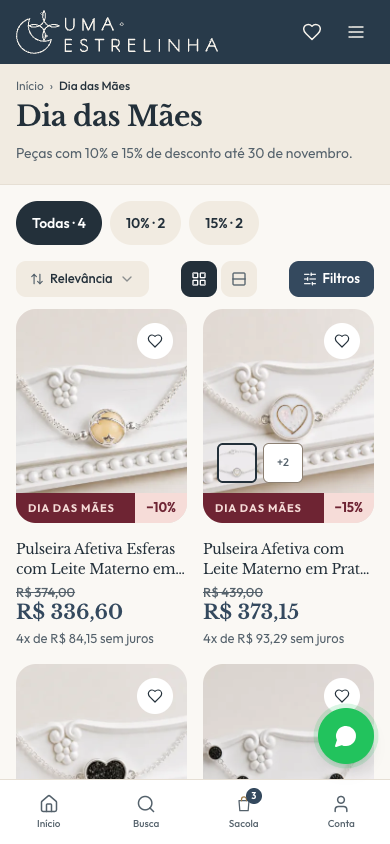 UMA
ESTRELINHA
Início › Dia das Mães
Dia das Mães
Peças com 10% e 15% de desconto até 30 de novembro.
Todas · 4
10% · 2
15% · 2
Relevância
Filtros
+2
DIA DAS MÃES
−10%
DIA DAS MÃES
−15%
Pulseira Afetiva Esferas
com Leite Materno em…
R$ 374,00
R$ 336,60
4x de R$ 84,15 sem juros
Pulseira Afetiva com
Leite Materno em Prat…
R$ 439,00
R$ 373,15
4x de R$ 93,29 sem juros
Início
Busca
3
Sacola
Conta